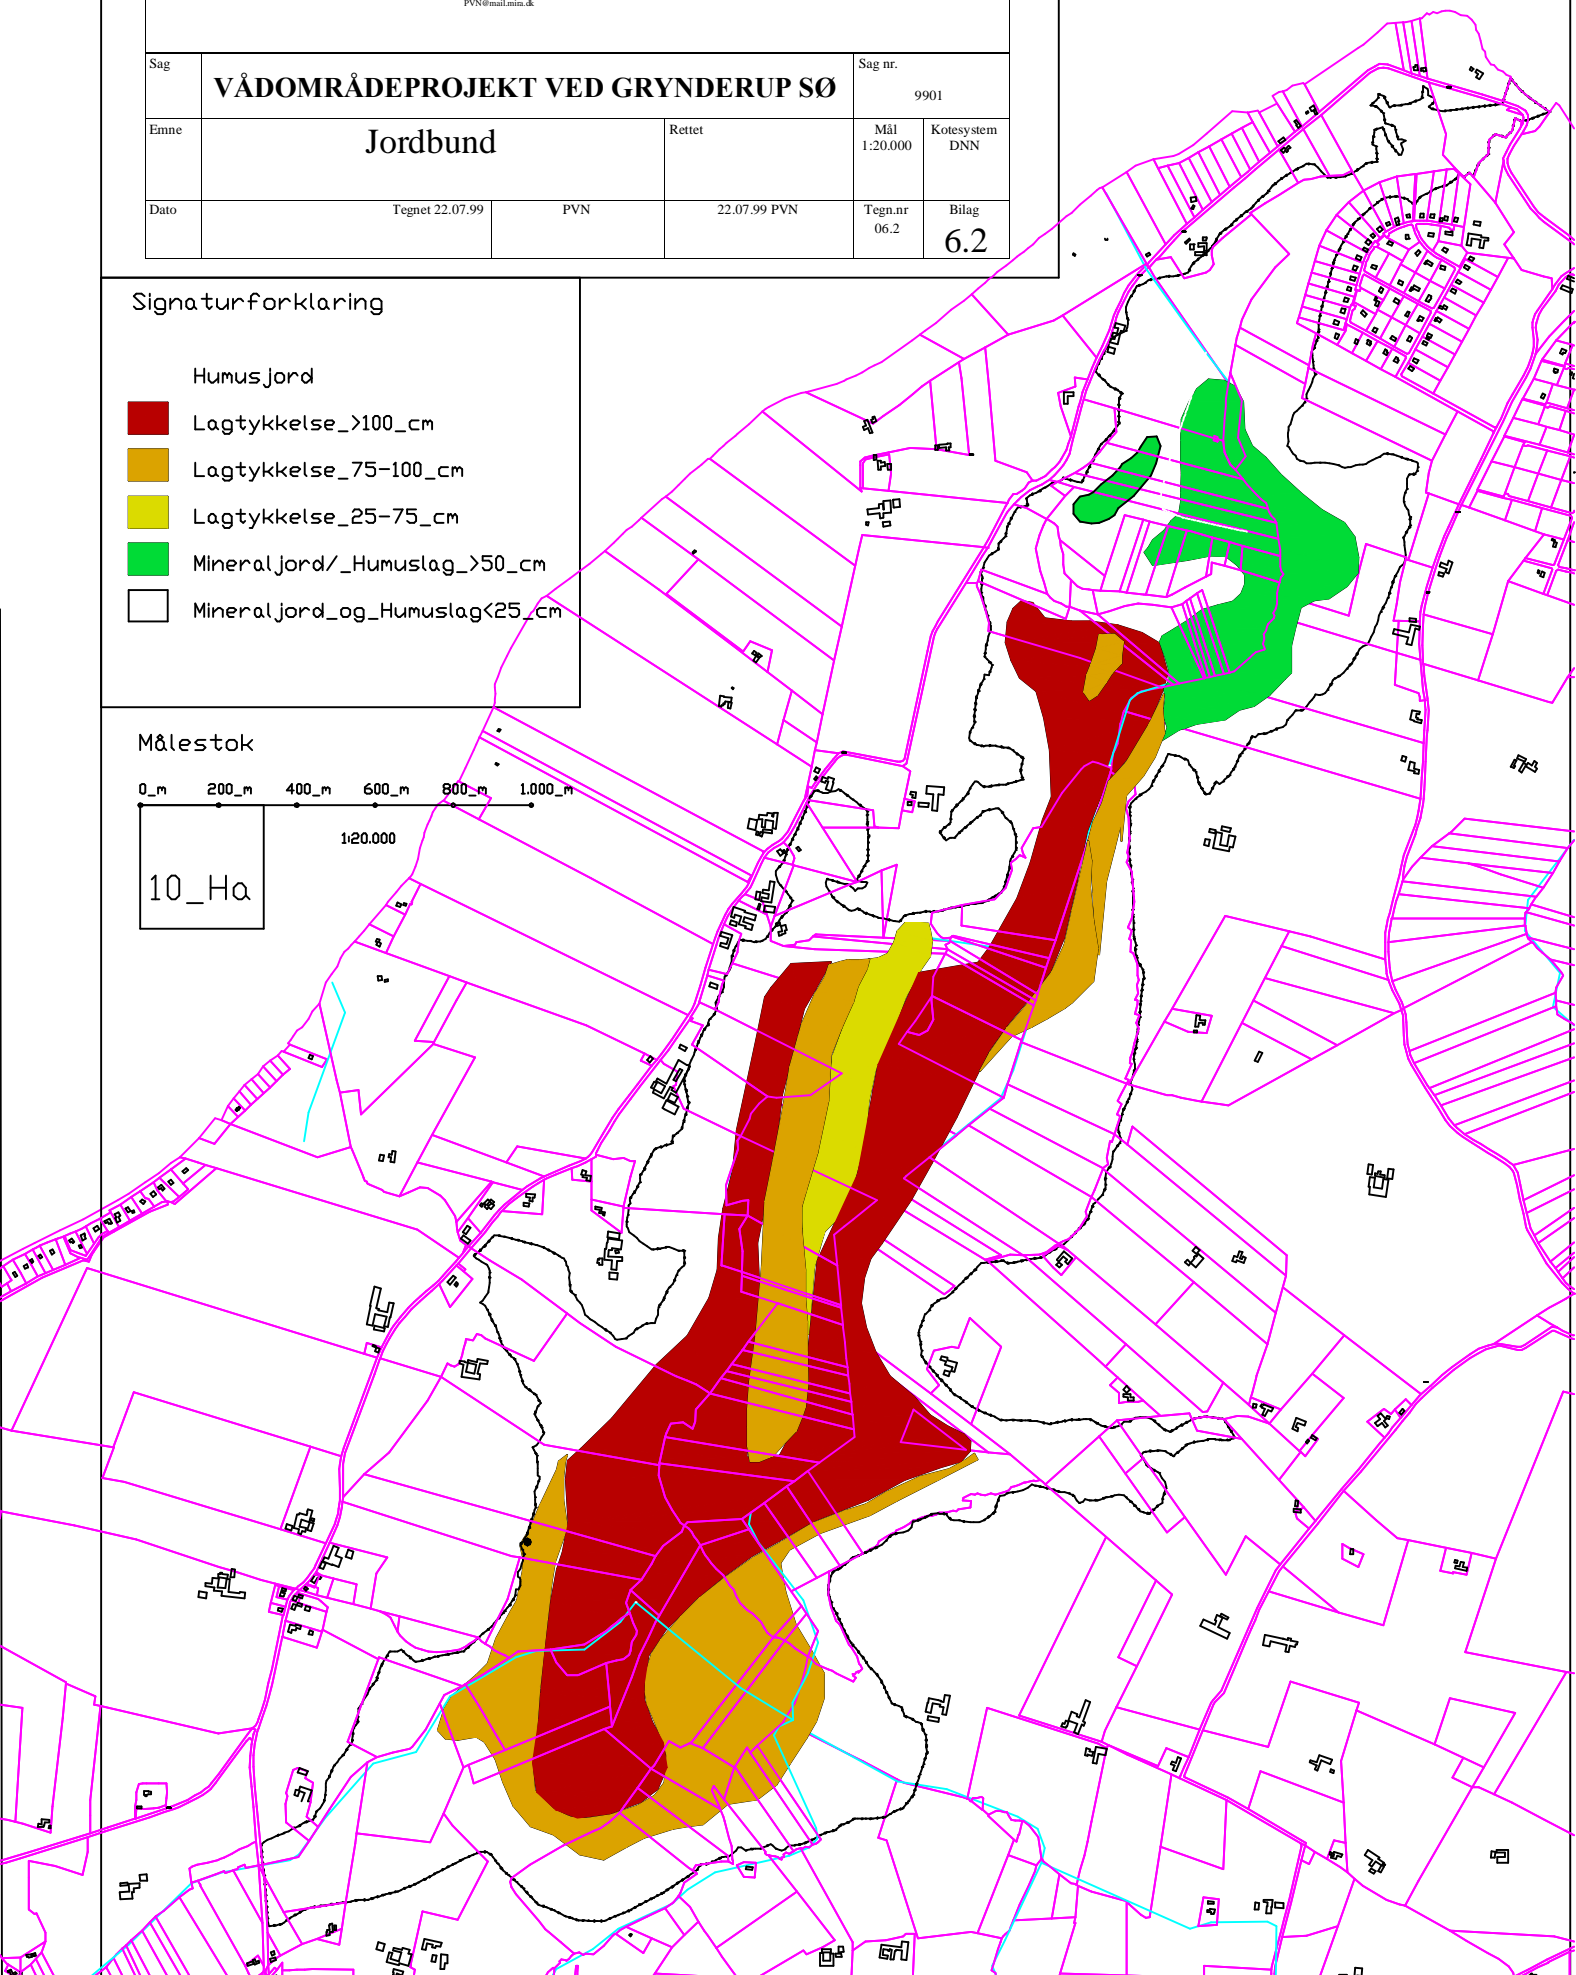 PVN@mail.mira.dk
Sag
VÅDOMRÅDEPROJEKT VED GRYNDERUP SØ
Sag nr.
9901
Emne
Jordbund
Rettet
Mål
1:20.000
Kotesystem
DNN
Dato
Tegnet 22.07.99
PVN
22.07.99 PVN
Tegn.nr
06.2
Bilag
6.2
Signaturforklaring
Humusjord
Lagtykkelse_>100_cm
Lagtykkelse_75-100_cm
Lagtykkelse_25-75_cm
Mineraljord/_Humuslag_>50_cm
Mineraljord_og_Humuslag<25_cm
Målestok
0_m 200_m 400_m 600_m 800_m 1.000_m
1:20.000
10_Ha